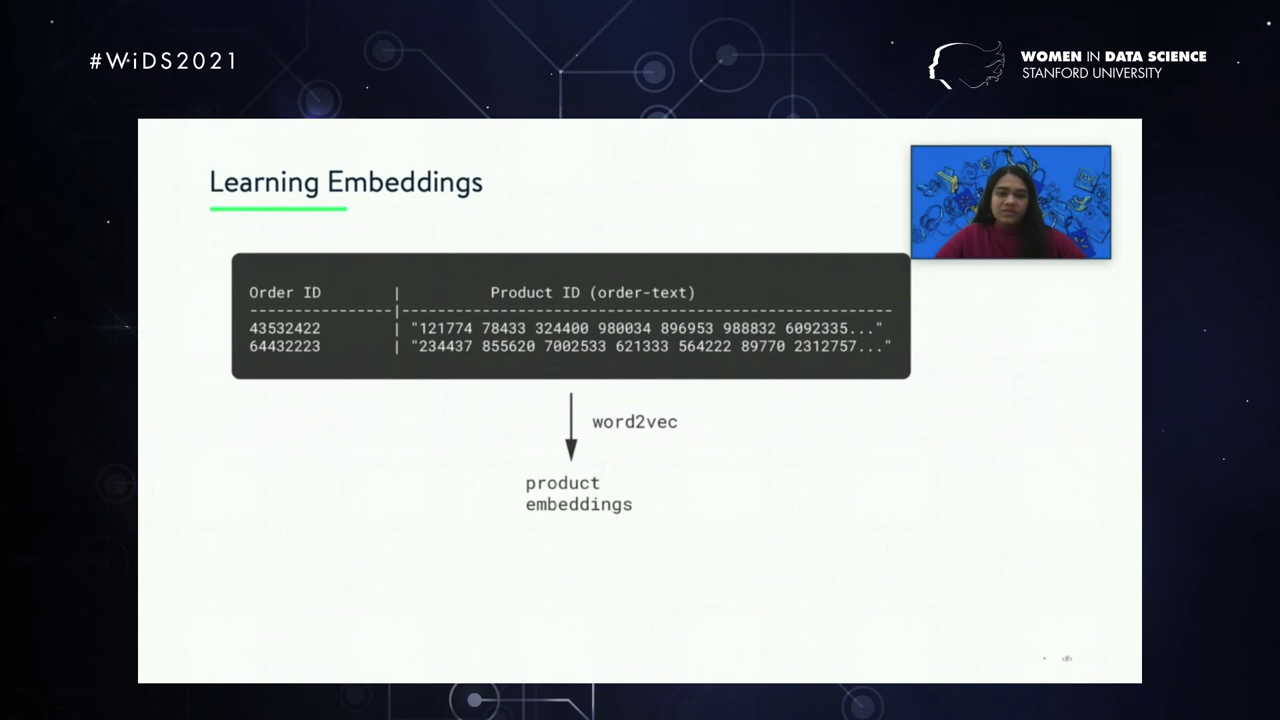 #WiDS2021
WOMEN IN DATA SCIENCE
STANFORD UNIVERSITY
Learning Embeddings
Order ID | Product ID (order-text)
----------------|-------------------------------------------------------
43532422 | "121774 78433 324400 980034 896953 988832 6092335..."
64432223 | "234437 855620 7002533 621333 564222 89770 2312757..."
word2vec
product
embeddings